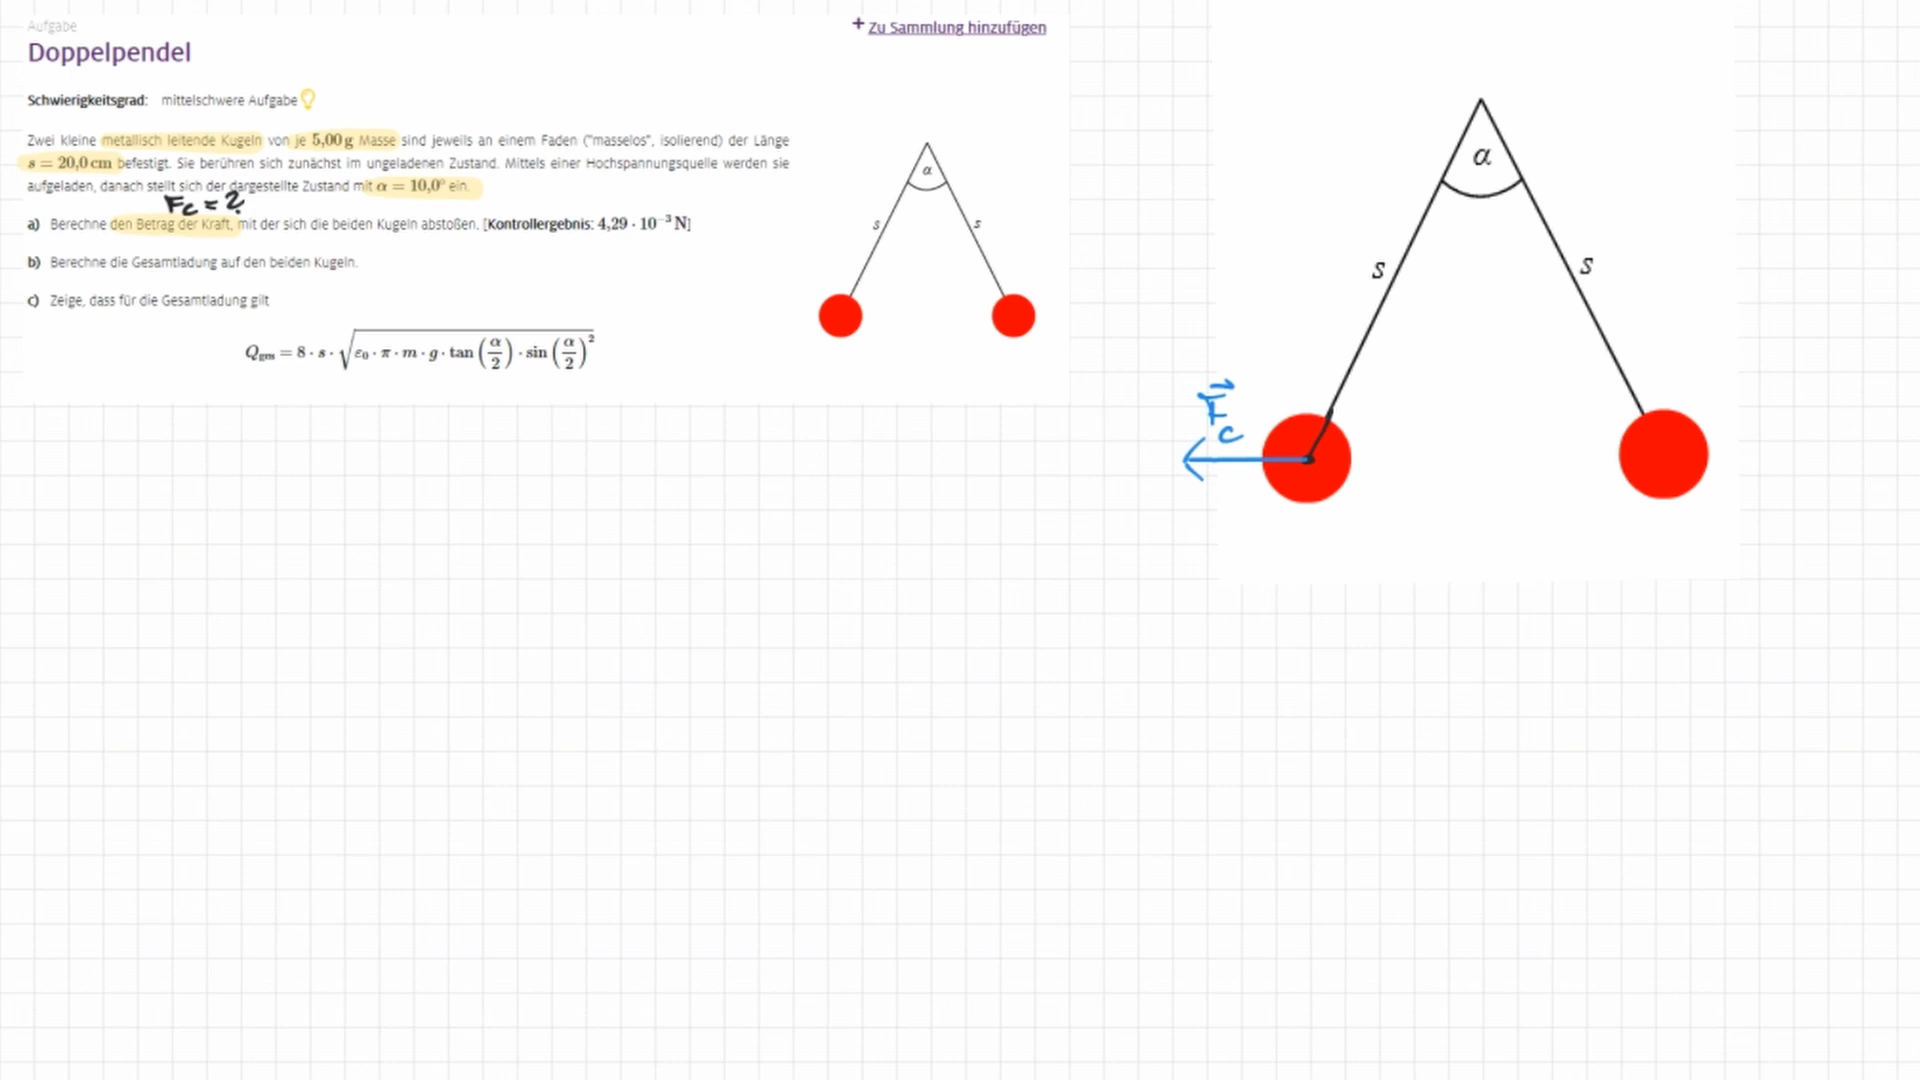 Aufgabe
+ Zu Sammlung hinzufügen
Doppelpendel
Schwierigkeitsgrad: mittelschwere Aufgabe
Zwei kleine metallisch leitende Kugeln von je 5,00 g Masse sind jeweils an einem Faden ("masselos", isolierend) der Länge
s = 20,0 cm befestigt. Sie berühren sich zunächst im ungeladenen Zustand. Mittels einer Hochspannungsquelle werden sie
aufgeladen, danach stellt sich der dargestellte Zustand mit α = 10,0° ein.
Fc = ?
a) Berechne den Betrag der Kraft, mit der sich die beiden Kugeln abstoßen. [Kontrollergebnis: 4,29 · 10⁻³ N]
b) Berechne die Gesamtladung auf den beiden Kugeln.
c) Zeige, dass für die Gesamtladung gilt
Q_ges = 8 · s · √(ε₀ · π · m · g · tan(α/2) · sin(α/2)²)
α
s
s
α
s
s
F⃗c